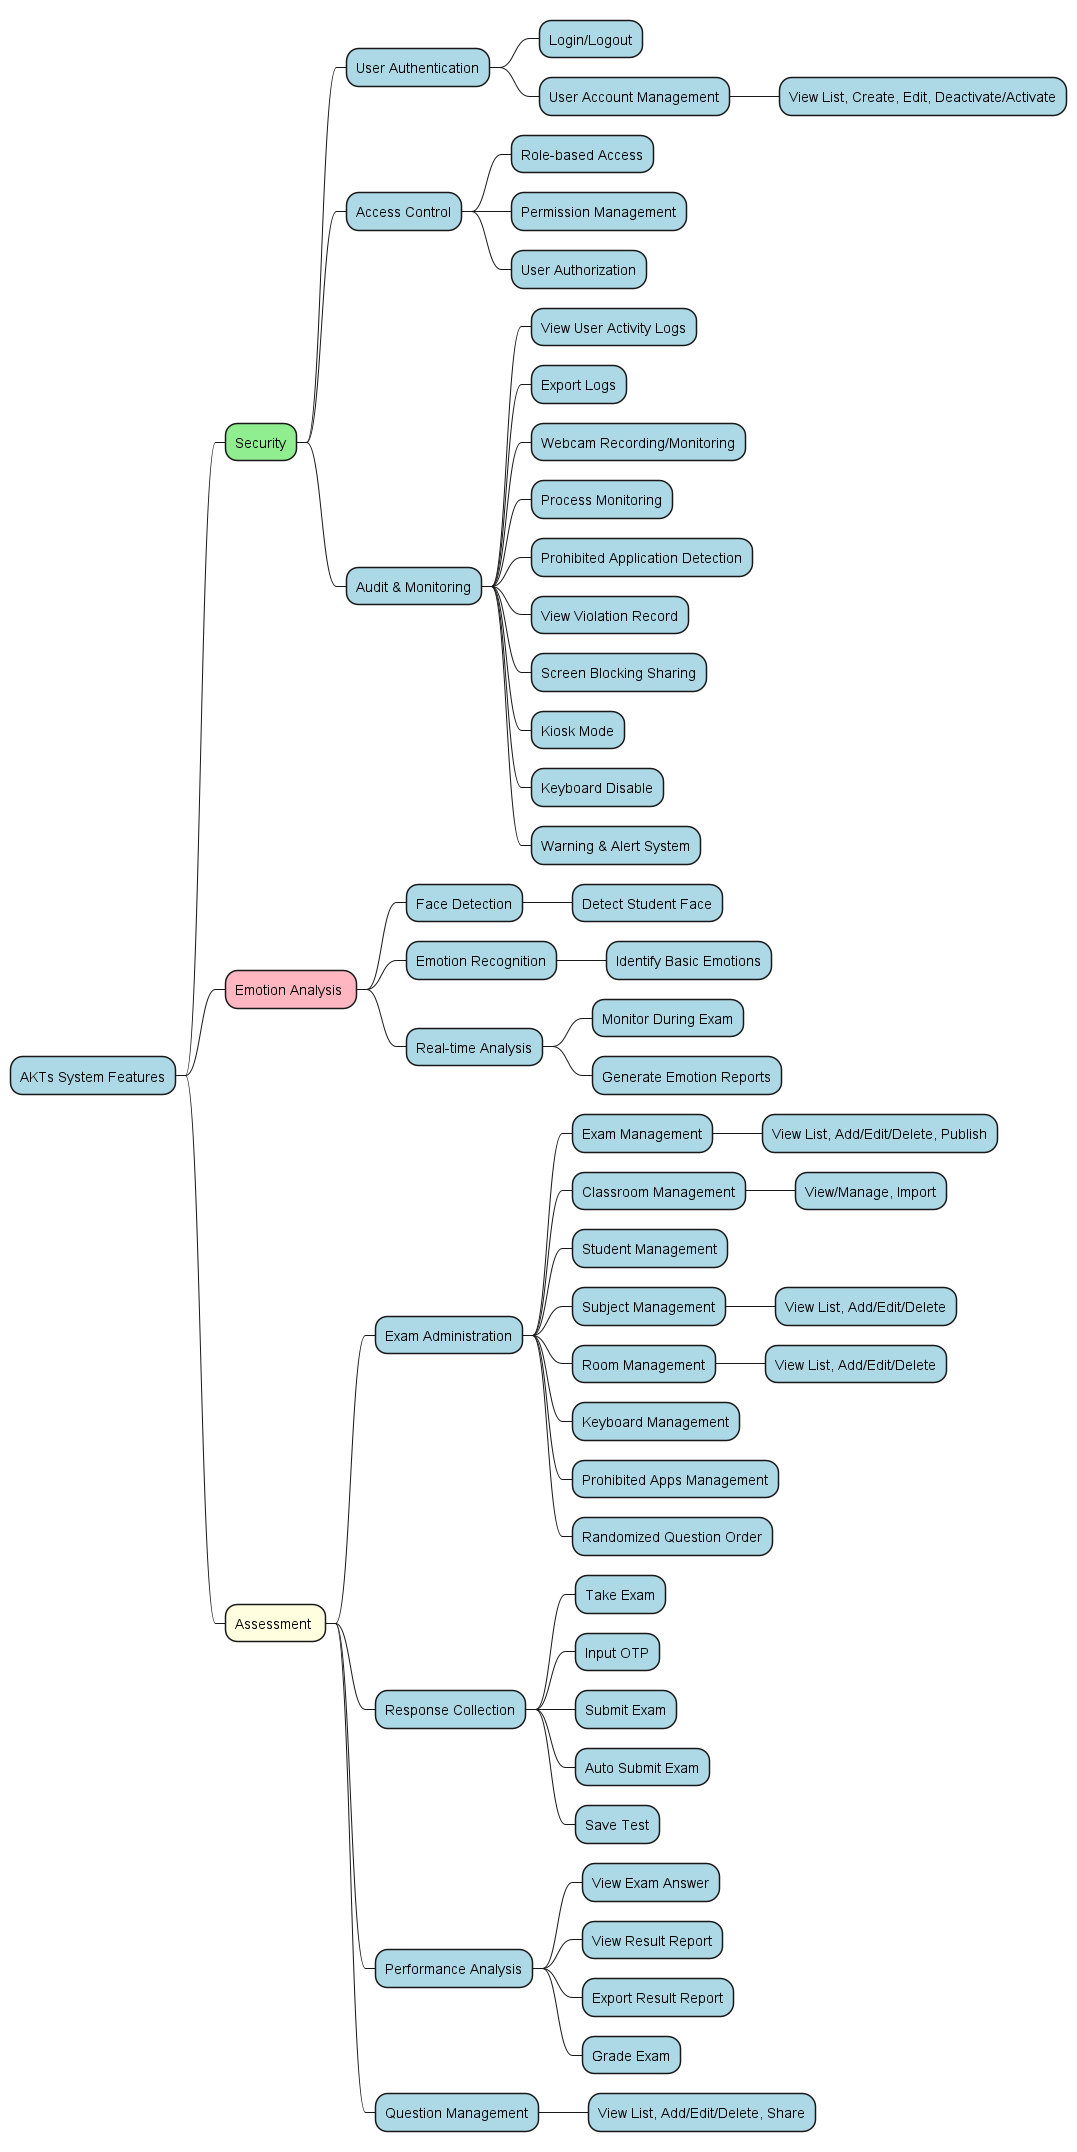 Login/Logout
User Authentication
User Account Management
View List, Create, Edit, Deactivate/Activate
Role-based Access
Access Control
Permission Management
User Authorization
View User Activity Logs
Export Logs
Security
Webcam Recording/Monitoring
Process Monitoring
Prohibited Application Detection
Audit & Monitoring
View Violation Record
Screen Blocking Sharing
Kiosk Mode
Keyboard Disable
Warning & Alert System
Face Detection
Detect Student Face
Emotion Recognition
Identify Basic Emotions
Emotion Analysis
Monitor During Exam
Real-time Analysis
Generate Emotion Reports
AKTs System Features
Exam Management
View List, Add/Edit/Delete, Publish
Classroom Management
View/Manage, Import
Student Management
Subject Management
View List, Add/Edit/Delete
Exam Administration
Room Management
View List, Add/Edit/Delete
Keyboard Management
Prohibited Apps Management
Randomized Question Order
Take Exam
Assessment
Input OTP
Response Collection
Submit Exam
Auto Submit Exam
Save Test
View Exam Answer
View Result Report
Performance Analysis
Export Result Report
Grade Exam
Question Management
View List, Add/Edit/Delete, Share